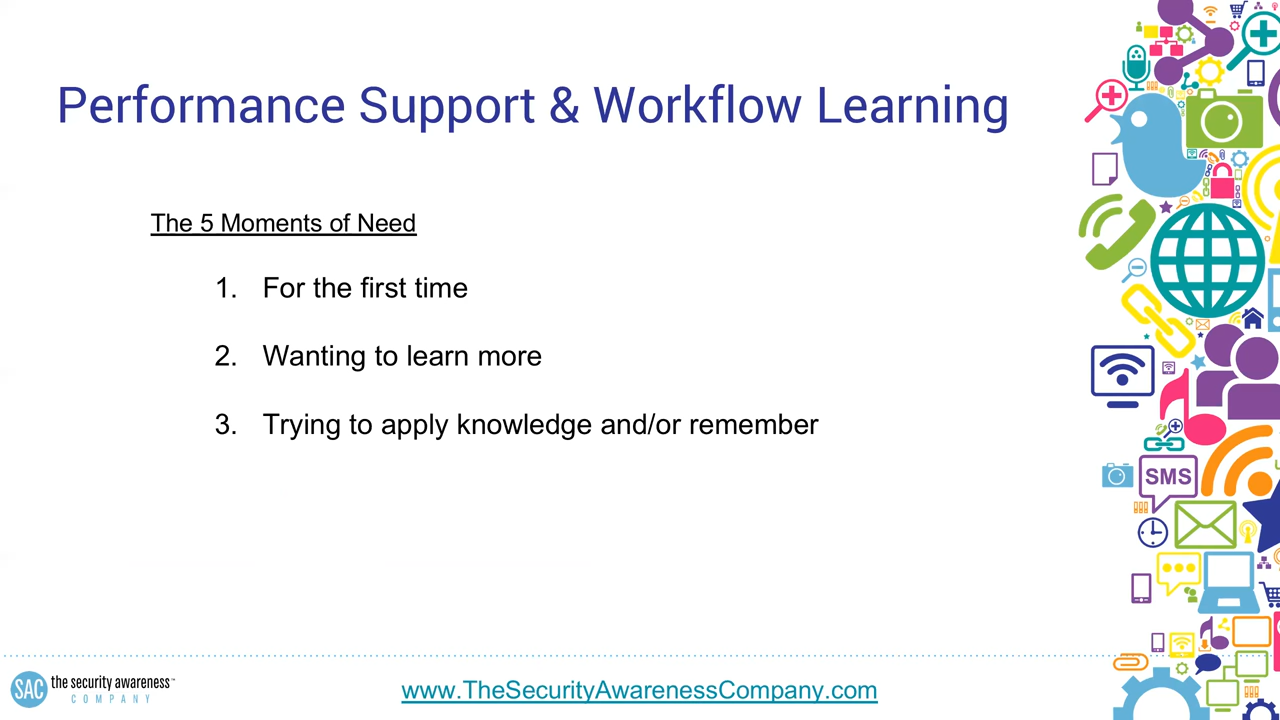 Performance Support & Workflow Learning
The 5 Moments of Need
1. For the first time
2. Wanting to learn more
3. Trying to apply knowledge and/or remember
SMS
SAC the security awareness™
COMPANY
www.TheSecurityAwarenessCompany.com